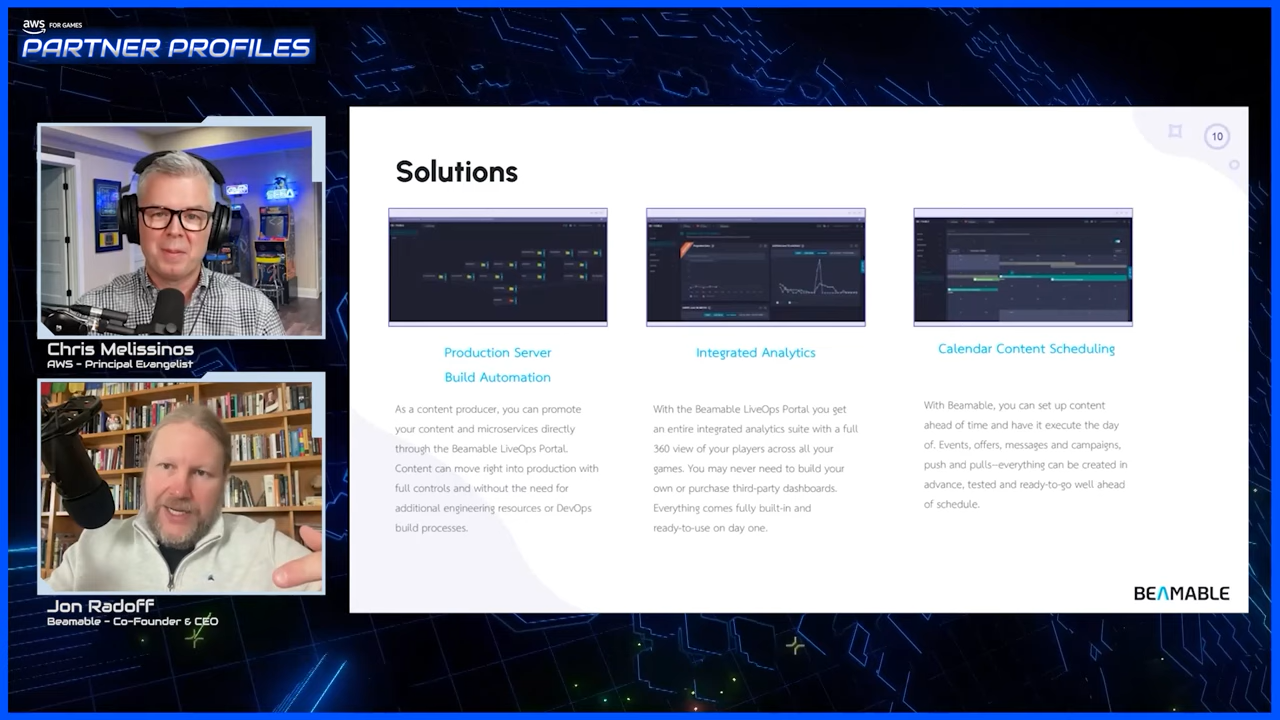 aws FOR GAMES
PARTNER PROFILES
Chris Melissinos
AWS - Principal Evangelist
Jon Radoff
Beamable - Co-Founder & CEO
10
Solutions
Production Server
Build Automation
As a content producer, you can promote
your content and microservices directly
through the Beamable LiveOps Portal.
Content can move right into production with
full controls and without the need for
additional engineering resources or DevOps
build processes.
Integrated Analytics
With the Beamable LiveOps Portal you get
an entire integrated analytics suite with a full
360 view of your players across all your
games. You may never need to build your
own or purchase third-party dashboards.
Everything comes fully built-in and
ready-to-use on day one.
Calendar Content Scheduling
With Beamable, you can set up content
ahead of time and have it execute the day
of. Events, offers, messages and campaigns,
push and pulls—everything can be created in
advance, tested and ready-to-go well ahead
of schedule.
BEAMABLE